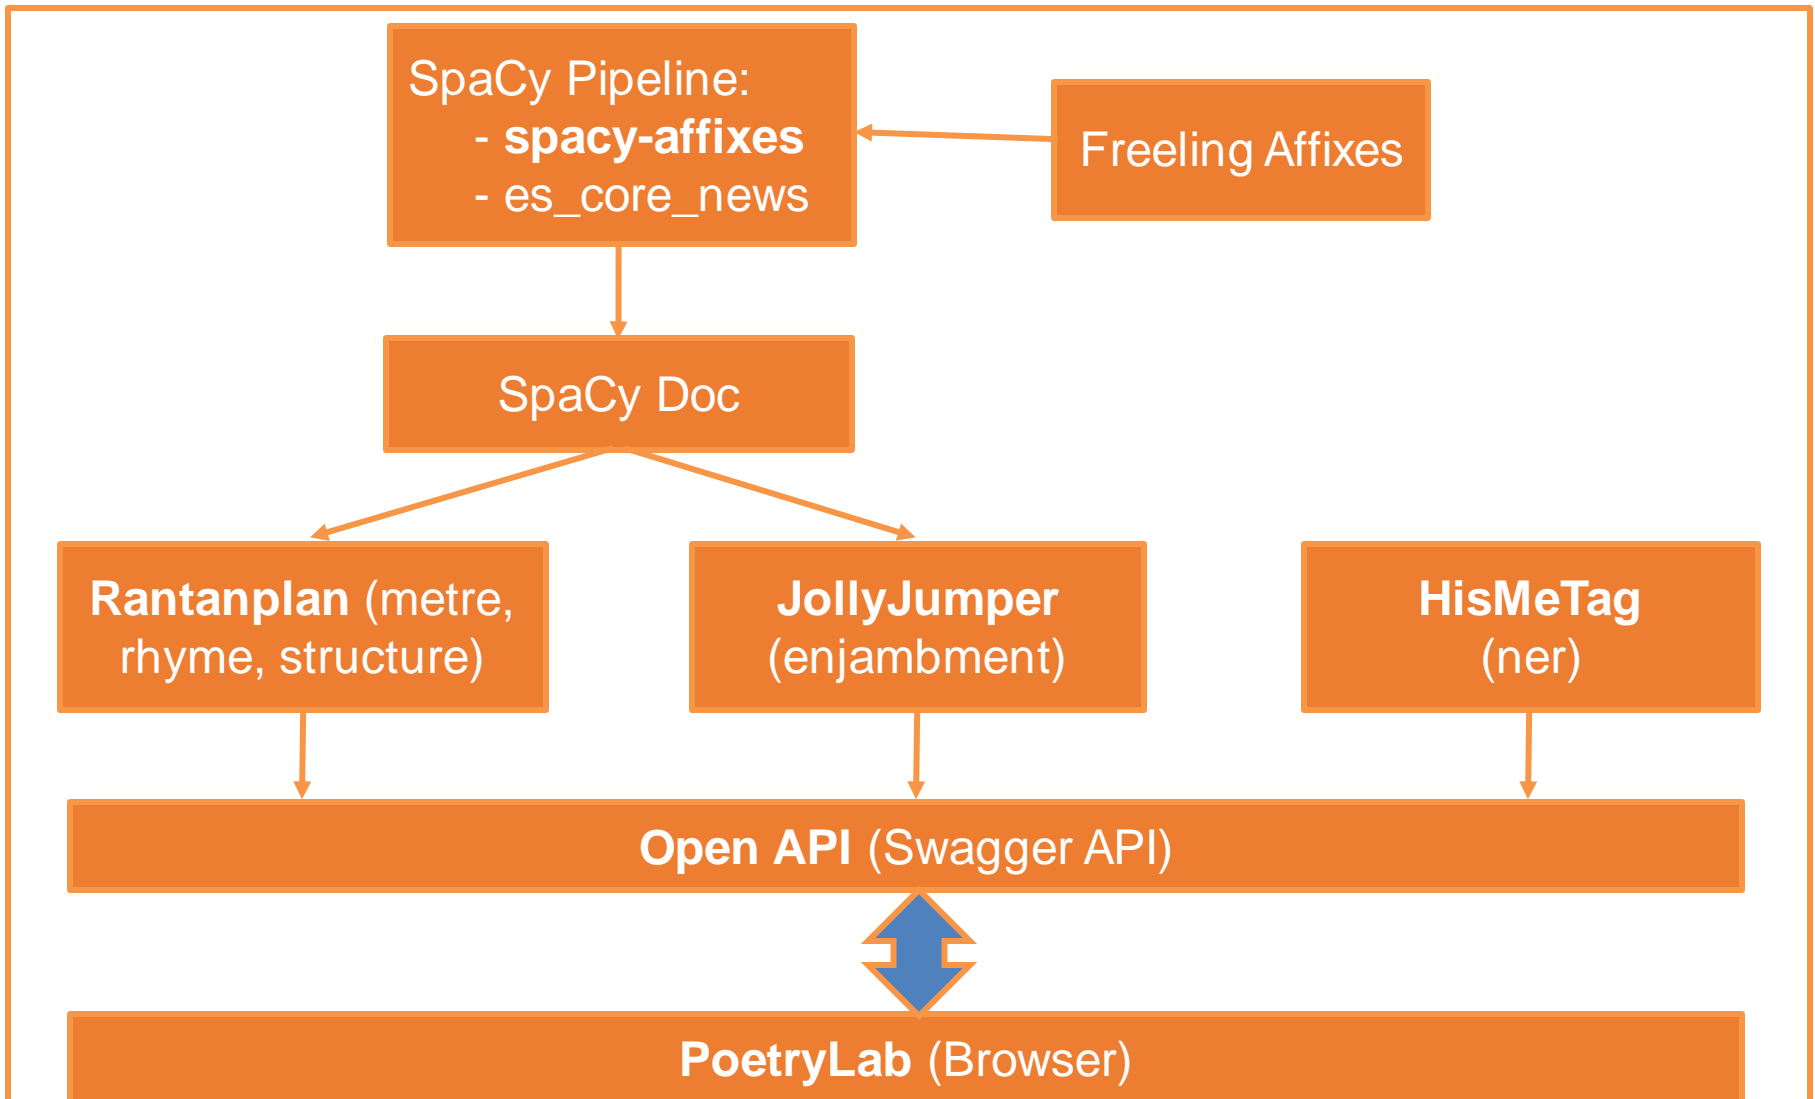 SpaCy Pipeline:
- spacy-affixes
- es_core_news
Freeling Affixes
SpaCy Doc
Rantanplan (metre,
rhyme, structure)
JollyJumper
(enjambment)
HisMeTag
(ner)
Open API (Swagger API)
PoetryLab (Browser)